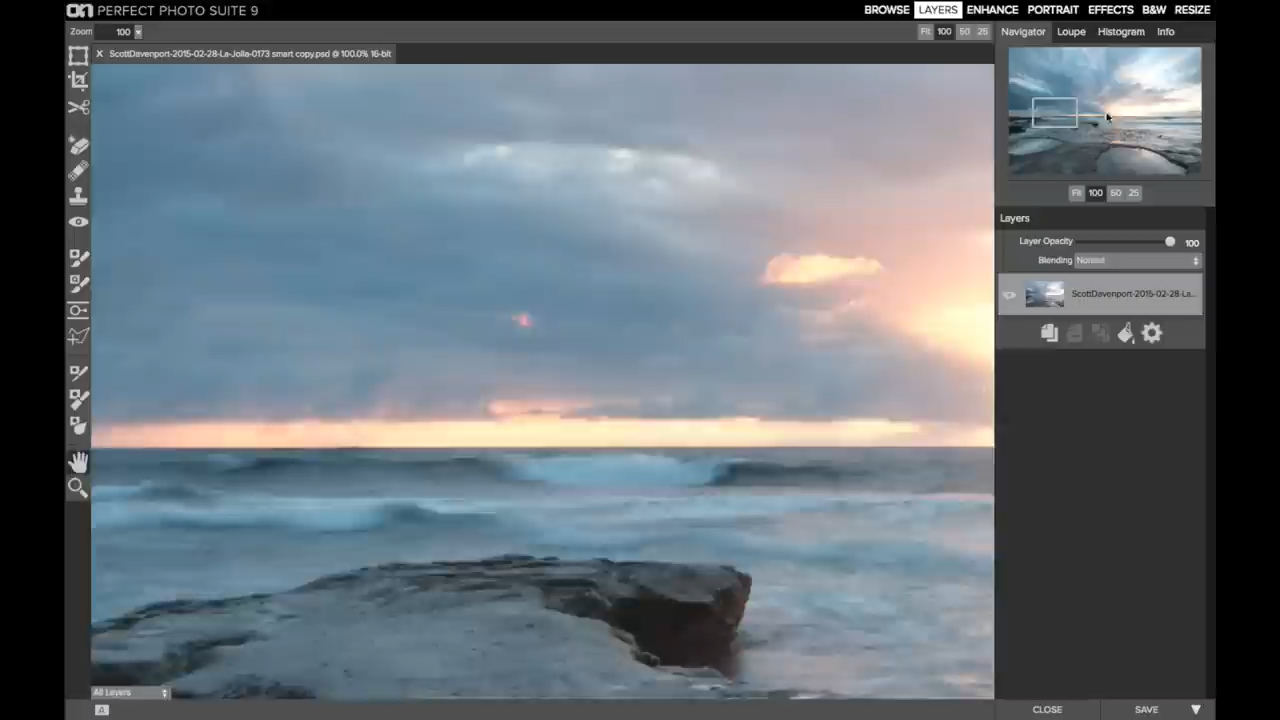 on PERFECT PHOTO SUITE 9
BROWSE LAYERS ENHANCE PORTRAIT EFFECTS B&W RESIZE
Zoom 100
Fit 100 50 25
Navigator Loupe Histogram Info
X ScottDavenport-2015-02-28-La-Jolla-0173 smart copy.psd @ 100.0% 16-bit
Fit 100 50 25
Layers
Layer Opacity 100
Blending Normal
ScottDavenport-2015-02-28-La...
All Layers
A
CLOSE SAVE